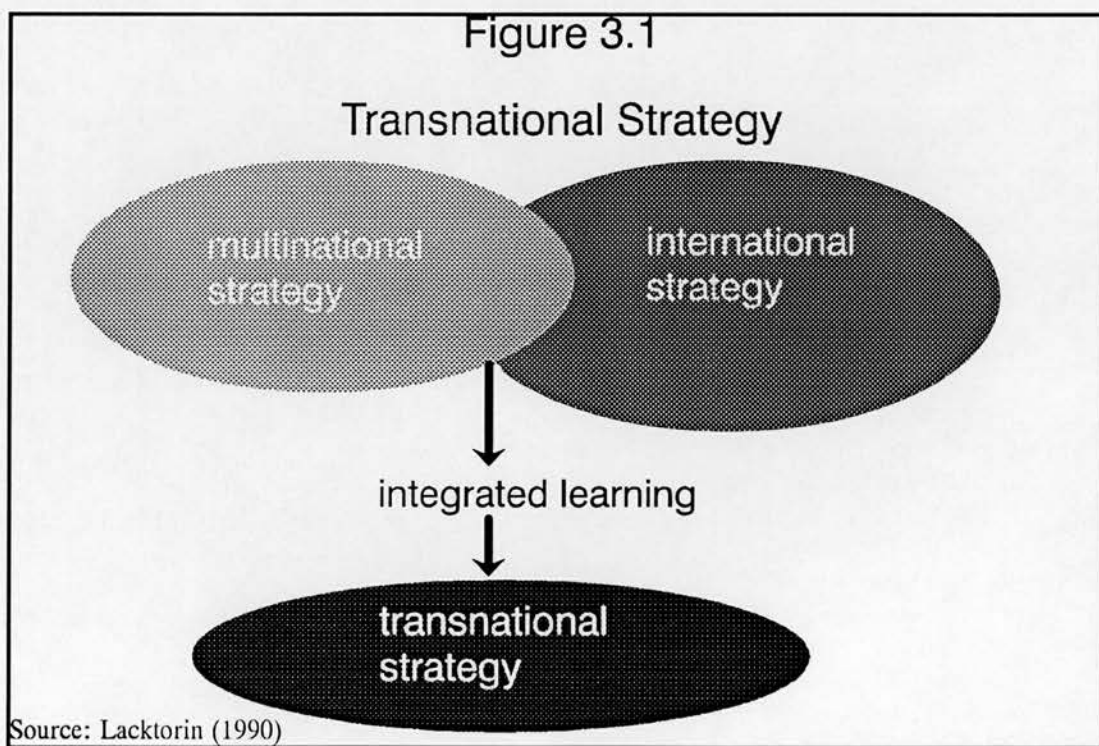 Figure 3.1
Transnational Strategy
multinational
strategy
international
strategy
integrated learning
transnational
strategy
Source: Lacktorin (1990)